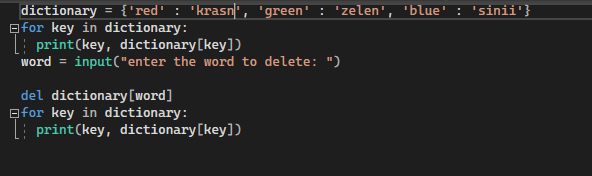 dictionary = {'red' : 'krasn', 'green' : 'zelen', 'blue' : 'sinii'}
for key in dictionary:
  print(key, dictionary[key])
word = input("enter the word to delete: ")

del dictionary[word]
for key in dictionary:
  print(key, dictionary[key])